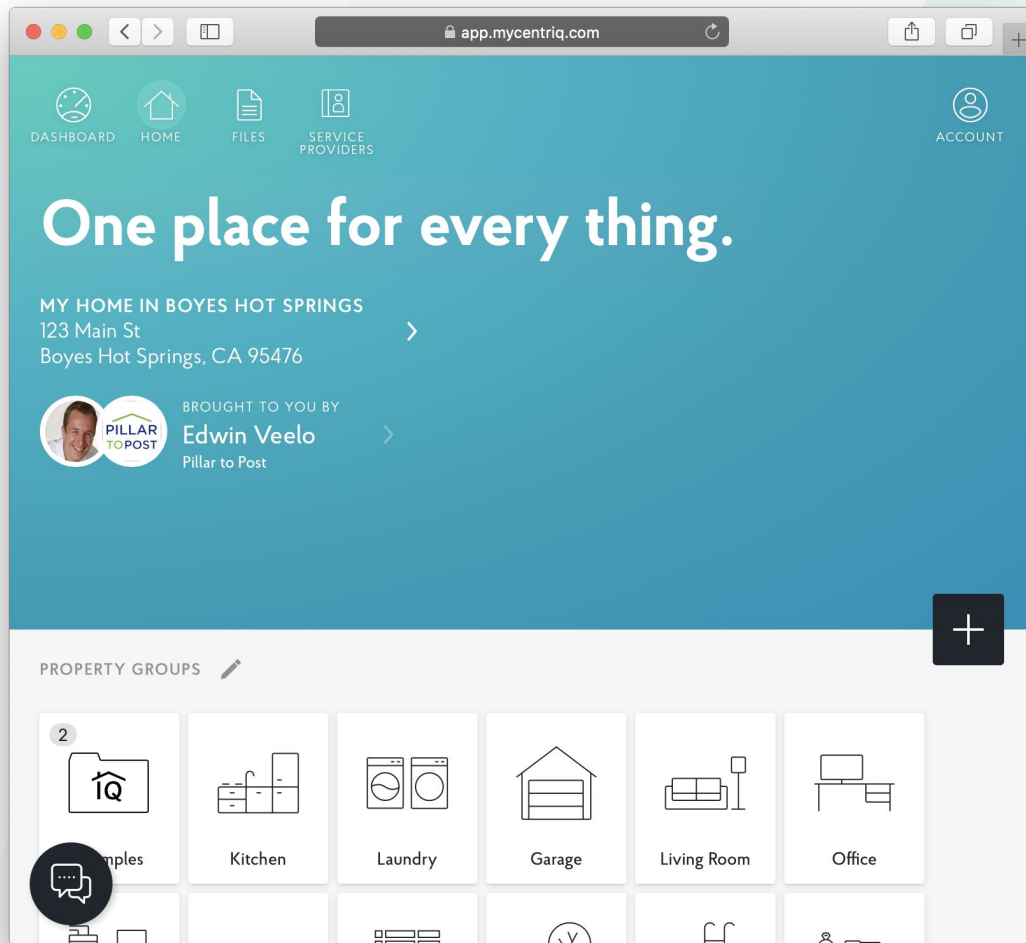 app.mycentriq.com
DASHBOARD
HOME
FILES
SERVICE
PROVIDERS
ACCOUNT
One place for every thing.
MY HOME IN BOYES HOT SPRINGS
123 Main St
Boyes Hot Springs, CA 95476
PILLAR
TOPOST
BROUGHT TO YOU BY
Edwin Veelo
Pillar to Post
PROPERTY GROUPS
2
IQ
mples
Kitchen
Laundry
Garage
Living Room
Office